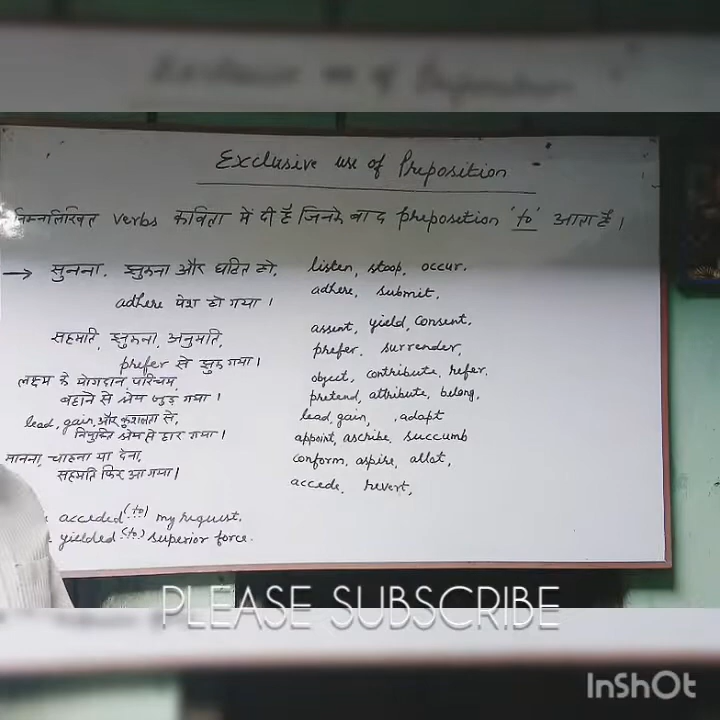 Exclusive use of Preposition
निम्नलिखित verbs कविता में दी है जिनके बाद preposition 'to' आता है।
→ सुनना, झुकना और घटित हो, listen, stoop, occur.
adhere पेश हो गया। adhere, submit,
सहमति, झुकना, अनुमति, assent, yield, consent,
prefer से झुक गया। prefer, surrender,
लक्ष्य के योगदान, परिचय, object, contribute, refer,
बहाने से प्रेम जुड़ गया। pretend, attribute, belong,
lead, gain, और कुशलता से, lead, gain, , adapt
नियुक्ति प्रेम से हार गया। appoint, ascribe, succumb
मानना, चाहना या देना, conform, aspire, allot,
सहमति फिर आ गया। accede, revert,
acceded (to) my request.
yielded (to) superior force.
PLEASE SUBSCRIBE
InShOt